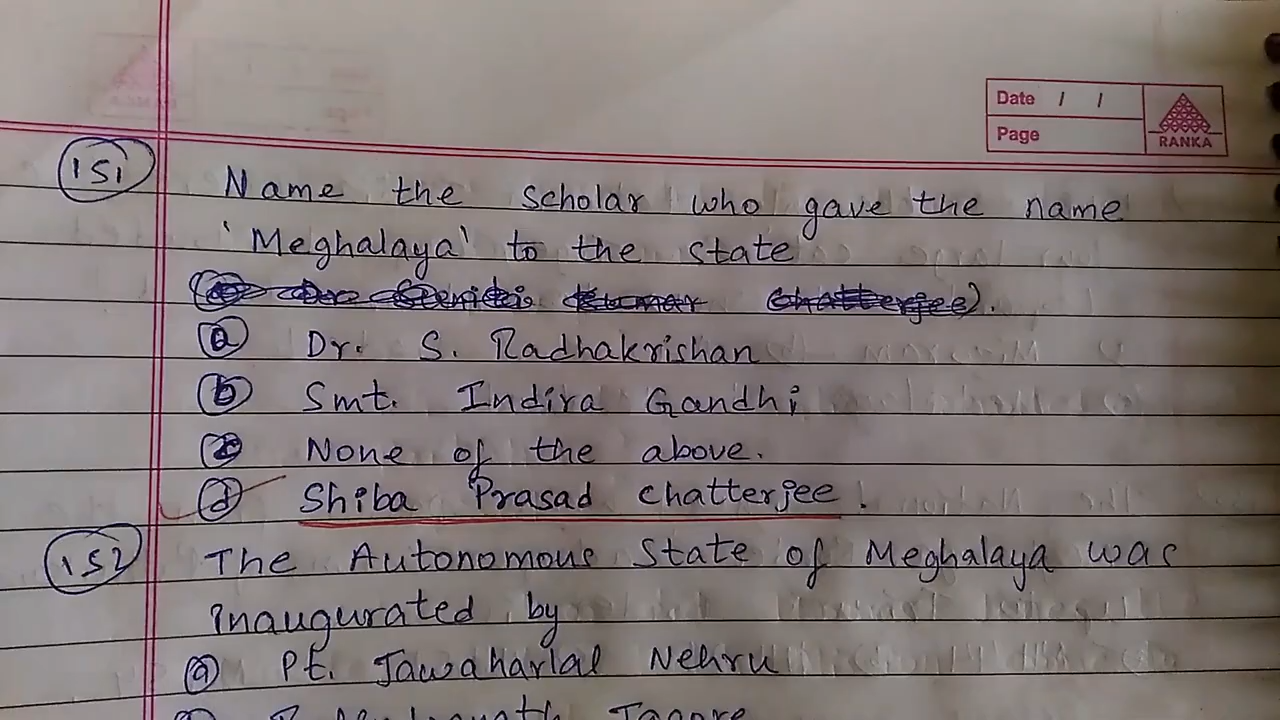 Date / /
Page
RANKA
151 Name the scholar who gave the name
'Meghalaya' to the state
a Dr. S. Radhakrishan
b Smt. Indira Gandhi
c None of the above.
d Shiba Prasad chatterjee.
152 The Autonomous State of Meghalaya was
inaugurated by
a Pt. Jawaharlal Nehru
Tagore